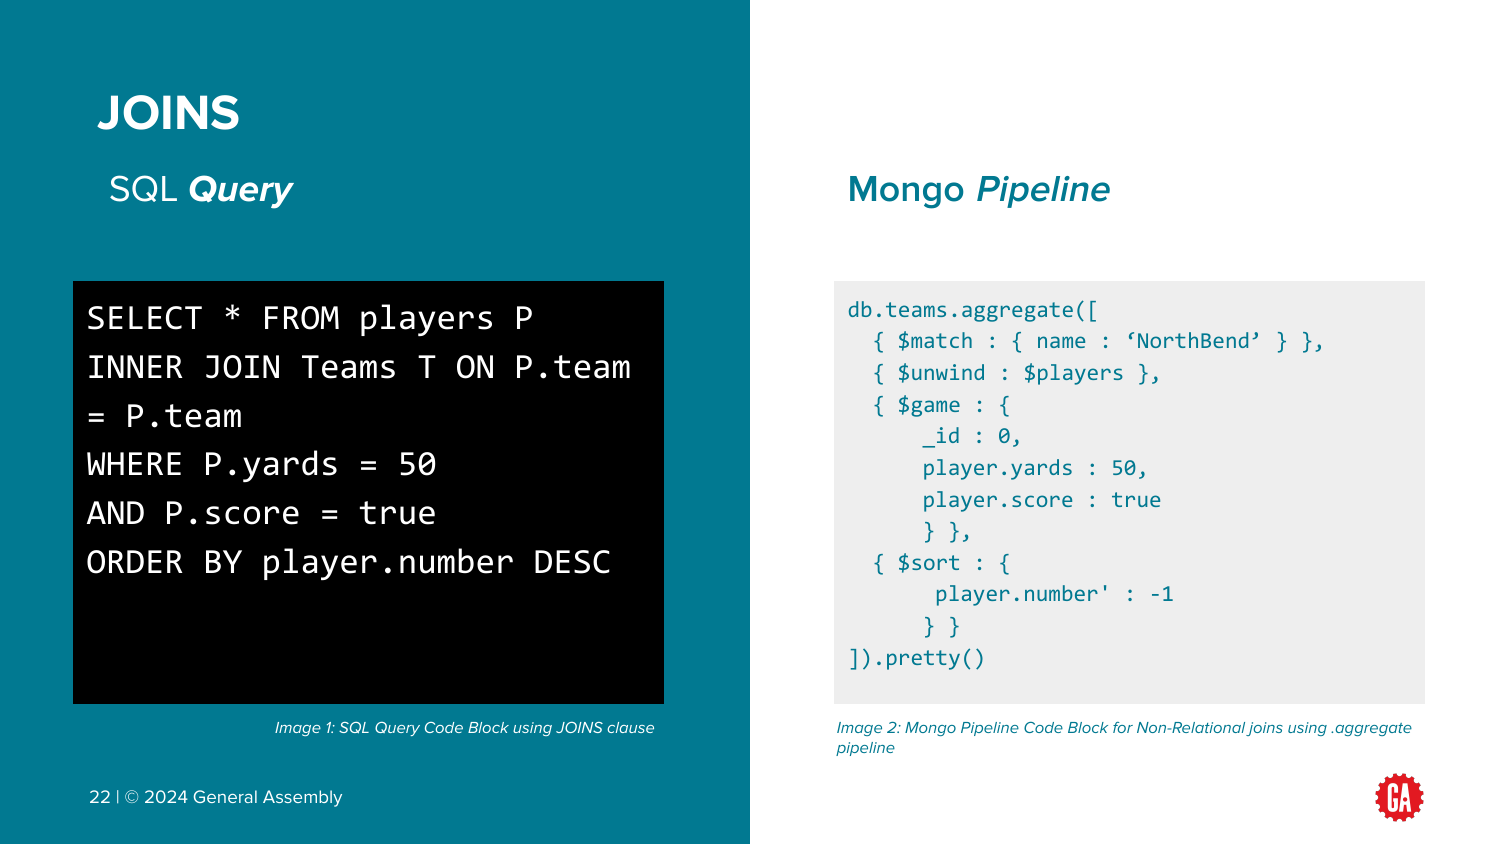 JOINS
SQL Query
SELECT * FROM players P
INNER JOIN Teams T ON P.team
= P.team
WHERE P.yards = 50
AND P.score = true
ORDER BY player.number DESC
Image 1: SQL Query Code Block using JOINS clause
22 | © 2024 General Assembly
Mongo Pipeline
db.teams.aggregate([
  { $match : { name : ‘NorthBend’ } },
  { $unwind : $players },
  { $game : {
      _id : 0,
      player.yards : 50,
      player.score : true
      } },
  { $sort : {
       player.number' : -1
      } }
]).pretty()
Image 2: Mongo Pipeline Code Block for Non-Relational joins using .aggregate
pipeline
GA